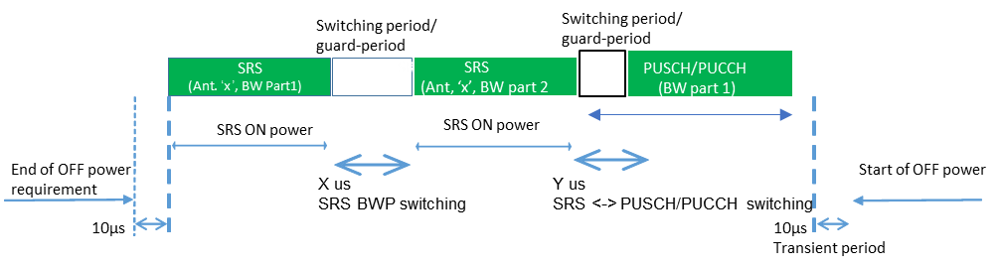 Switching period/
guard-period
Switching period/
guard-period
SRS
(Ant. 'x', BW Part1)
SRS
(Ant, 'x', BW part 2
PUSCH/PUCCH
(BW part 1)
SRS ON power
SRS ON power
End of OFF power
requirement
X us
SRS BWP switching
Y us
SRS <-> PUSCH/PUCCH switching
Start of OFF power
10µs
10µs
Transient period